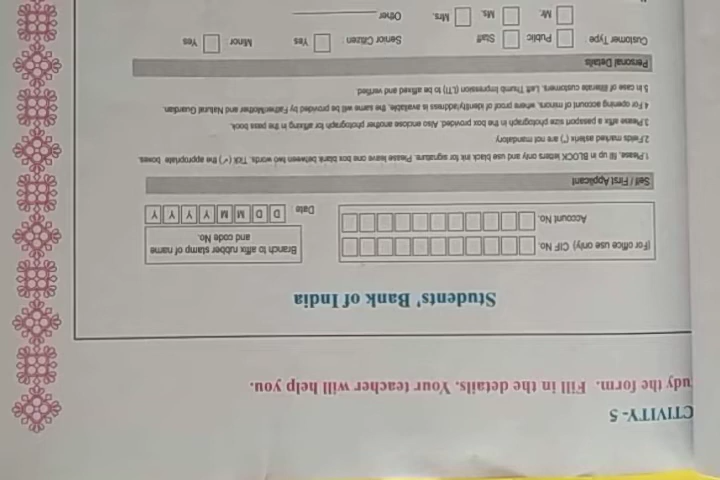 CTIVITY- 5
udy the form. Fill in the details. Your teacher will help you.
Students' Bank of India
(For office use only) CIF No.
Account No.
Branch to affix rubber stamp of name
and code No.
Date D D M M Y Y Y Y
Self / First Applicant
1.Please, fill up in BLOCK letters only and use black ink for signature. Please leave one box blank between two words. Tick (✓) the appropriate boxes.
2.Fields marked asterix (*) are not mandatory
3.Please affix a passport size photograph in the box provided. Also enclose another photograph for affixing in the pass book.
4.For opening account of minors, where proof of identity/address is available, the same will be provided by Father/Mother and Natural Guardian.
5 In case of illiterate customers, Left Thumb Impression (LTI) to be affixed and verified.
Personal Details
Customer Type Public Staff Senior Citizen Yes Minor Yes
Mr. Ms. Mrs. Other